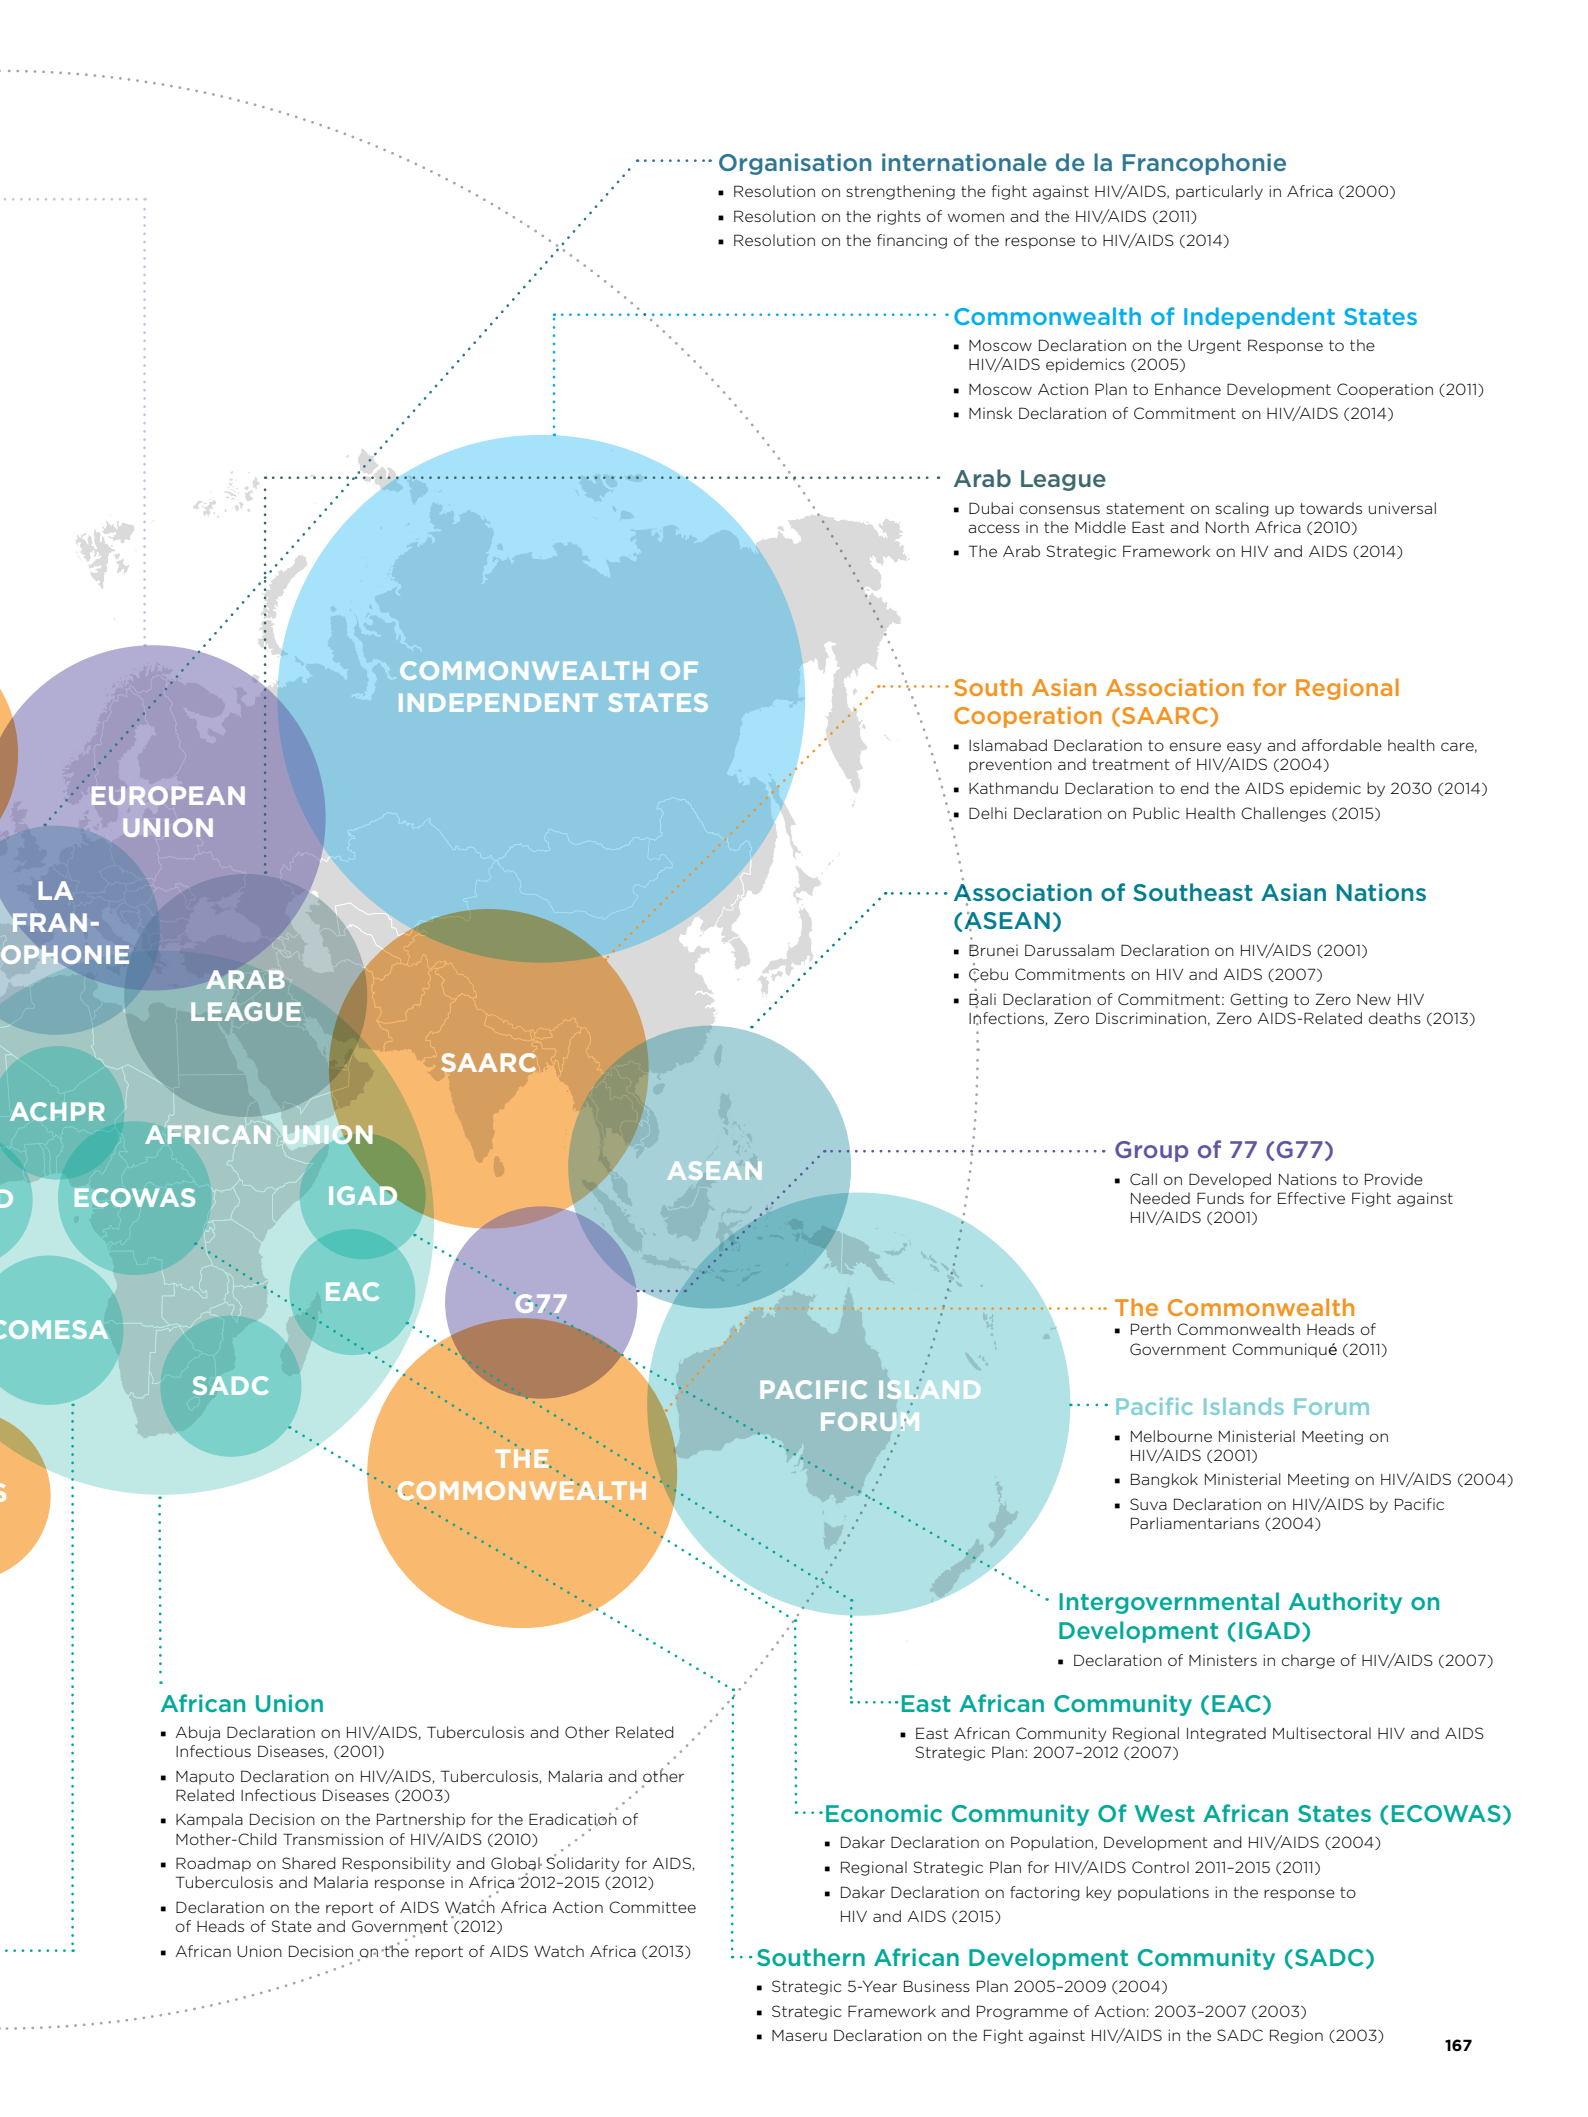 Organisation internationale de la Francophonie
▪ Resolution on strengthening the fight against HIV/AIDS, particularly in Africa (2000)
▪ Resolution on the rights of women and the HIV/AIDS (2011)
▪ Resolution on the financing of the response to HIV/AIDS (2014)
Commonwealth of Independent States
▪ Moscow Declaration on the Urgent Response to the
HIV/AIDS epidemics (2005)
▪ Moscow Action Plan to Enhance Development Cooperation (2011)
▪ Minsk Declaration of Commitment on HIV/AIDS (2014)
Arab League
▪ Dubai consensus statement on scaling up towards universal
access in the Middle East and North Africa (2010)
▪ The Arab Strategic Framework on HIV and AIDS (2014)
South Asian Association for Regional
Cooperation (SAARC)
▪ Islamabad Declaration to ensure easy and affordable health care,
prevention and treatment of HIV/AIDS (2004)
▪ Kathmandu Declaration to end the AIDS epidemic by 2030 (2014)
▪ Delhi Declaration on Public Health Challenges (2015)
Association of Southeast Asian Nations
(ASEAN)
▪ Brunei Darussalam Declaration on HIV/AIDS (2001)
▪ Cebu Commitments on HIV and AIDS (2007)
▪ Bali Declaration of Commitment: Getting to Zero New HIV
Infections, Zero Discrimination, Zero AIDS-Related deaths (2013)
Group of 77 (G77)
▪ Call on Developed Nations to Provide
Needed Funds for Effective Fight against
HIV/AIDS (2001)
The Commonwealth
▪ Perth Commonwealth Heads of
Government Communiqué (2011)
Pacific Islands Forum
▪ Melbourne Ministerial Meeting on
HIV/AIDS (2001)
▪ Bangkok Ministerial Meeting on HIV/AIDS (2004)
▪ Suva Declaration on HIV/AIDS by Pacific
Parliamentarians (2004)
Intergovernmental Authority on
Development (IGAD)
▪ Declaration of Ministers in charge of HIV/AIDS (2007)
East African Community (EAC)
▪ East African Community Regional Integrated Multisectoral HIV and AIDS
Strategic Plan: 2007–2012 (2007)
Economic Community Of West African States (ECOWAS)
▪ Dakar Declaration on Population, Development and HIV/AIDS (2004)
▪ Regional Strategic Plan for HIV/AIDS Control 2011–2015 (2011)
▪ Dakar Declaration on factoring key populations in the response to
HIV and AIDS (2015)
Southern African Development Community (SADC)
▪ Strategic 5-Year Business Plan 2005–2009 (2004)
▪ Strategic Framework and Programme of Action: 2003–2007 (2003)
▪ Maseru Declaration on the Fight against HIV/AIDS in the SADC Region (2003)
African Union
▪ Abuja Declaration on HIV/AIDS, Tuberculosis and Other Related
Infectious Diseases, (2001)
▪ Maputo Declaration on HIV/AIDS, Tuberculosis, Malaria and other
Related Infectious Diseases (2003)
▪ Kampala Decision on the Partnership for the Eradication of
Mother-Child Transmission of HIV/AIDS (2010)
▪ Roadmap on Shared Responsibility and Global Solidarity for AIDS,
Tuberculosis and Malaria response in Africa 2012–2015 (2012)
▪ Declaration on the report of AIDS Watch Africa Action Committee
of Heads of State and Government (2012)
▪ African Union Decision on the report of AIDS Watch Africa (2013)
COMMONWEALTH OF
INDEPENDENT STATES
EUROPEAN
UNION
LA
FRAN-
OPHONIE
ARAB
LEAGUE
SAARC
ACHPR
AFRICAN UNION
ASEAN
D
ECOWAS
IGAD
EAC
G77
COMESA
SADC
PACIFIC ISLAND
FORUM
THE
COMMONWEALTH
S
167